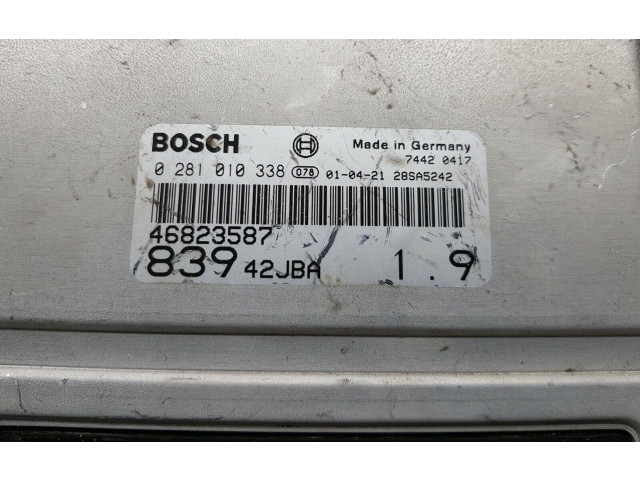 BOSCH Made in Germany
7442 0417
0 281 010 338 078 01-04-21 28SA5242
46823587
839 42JBA 1.9